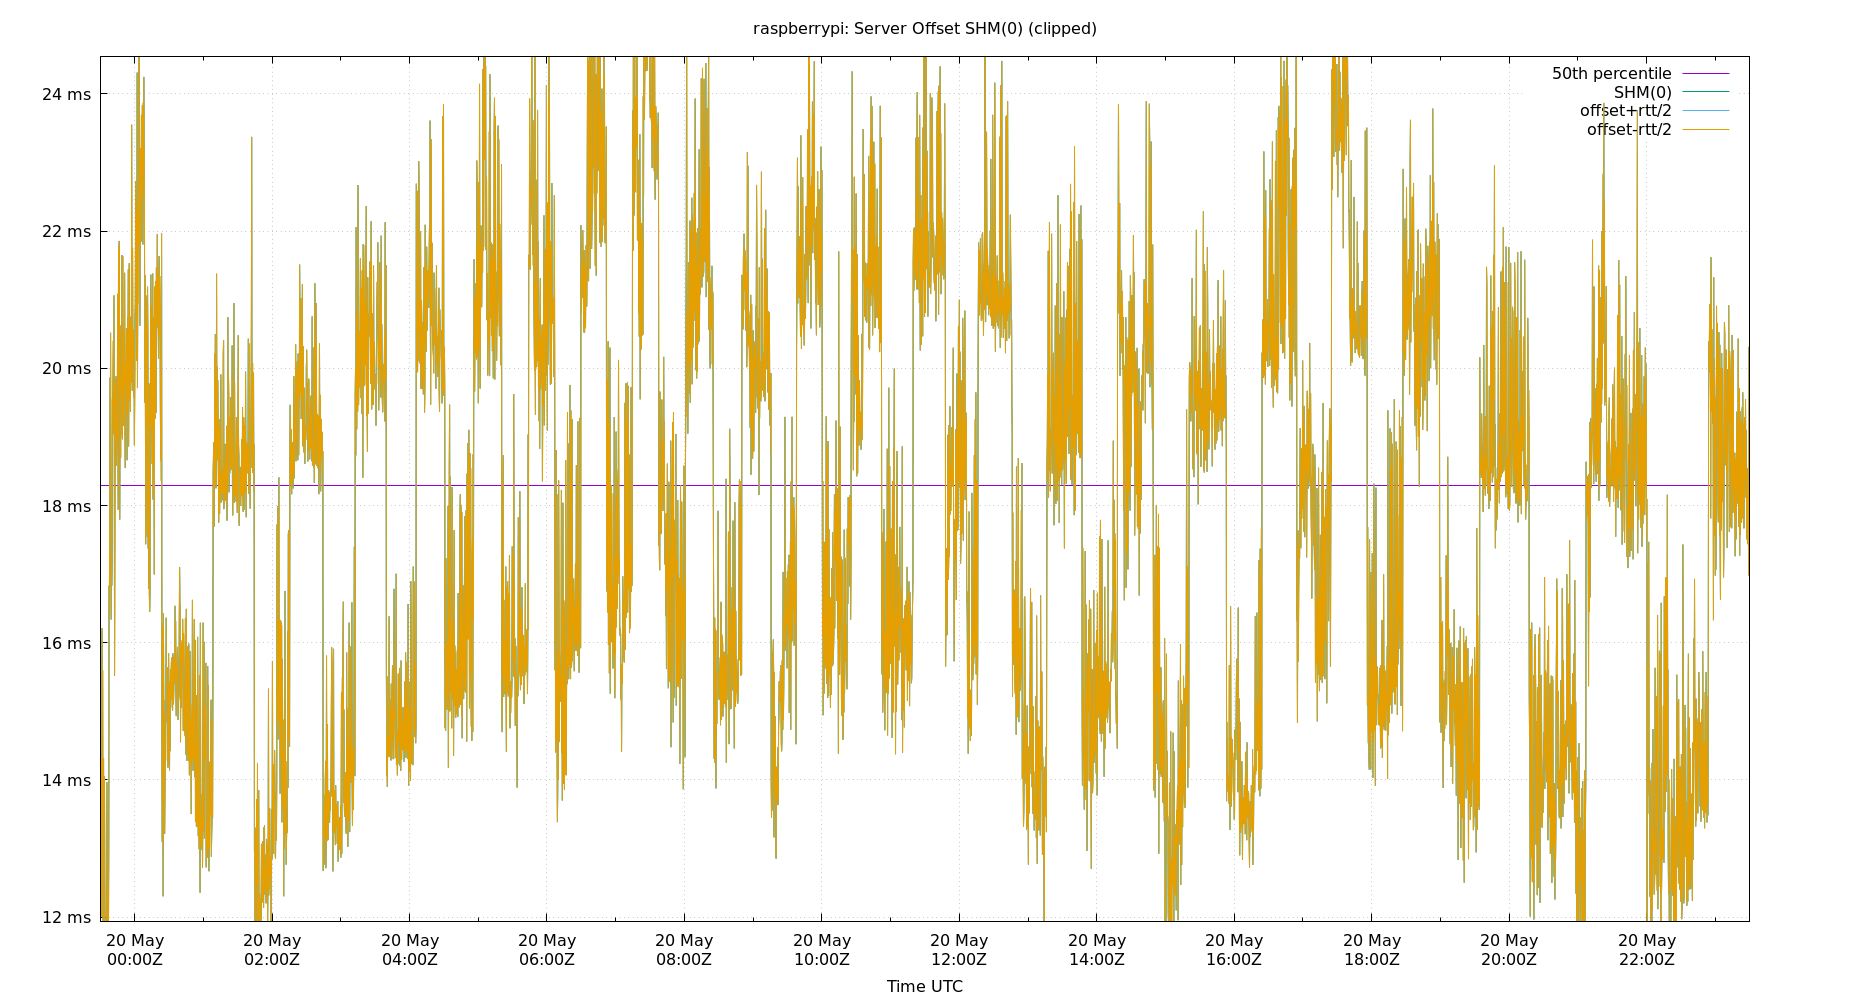 raspberrypi: Server Offset SHM(0) (clipped)
50th percentile
SHM(0)
offset+rtt/2
offset-rtt/2
24 ms
22 ms
20 ms
18 ms
16 ms
14 ms
12 ms
20 May 20 May 20 May 20 May 20 May 20 May 20 May 20 May 20 May 20 May 20 May 20 May
00:00Z 02:00Z 04:00Z 06:00Z 08:00Z 10:00Z 12:00Z 14:00Z 16:00Z 18:00Z 20:00Z 22:00Z
Time UTC